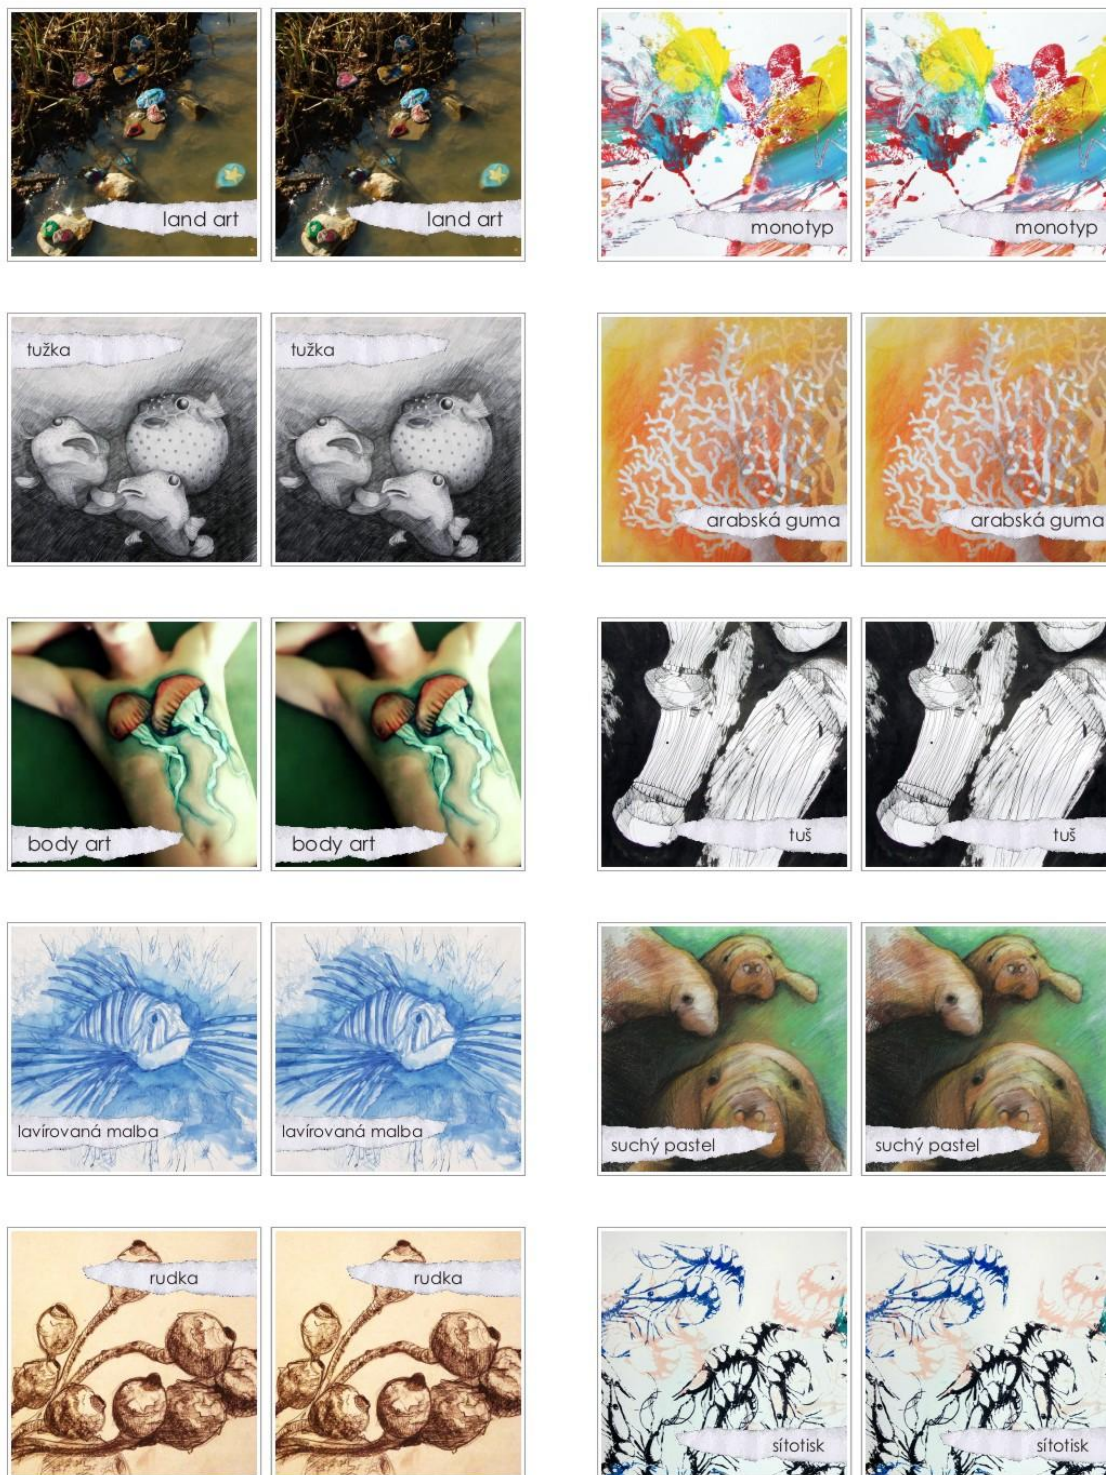 land art
land art
monotyp
monotyp
tužka
tužka
arabská guma
arabská guma
body art
body art
tuš
tuš
lavírovaná malba
lavírovaná malba
suchý pastel
suchý pastel
rudka
rudka
sítotisk
sítotisk